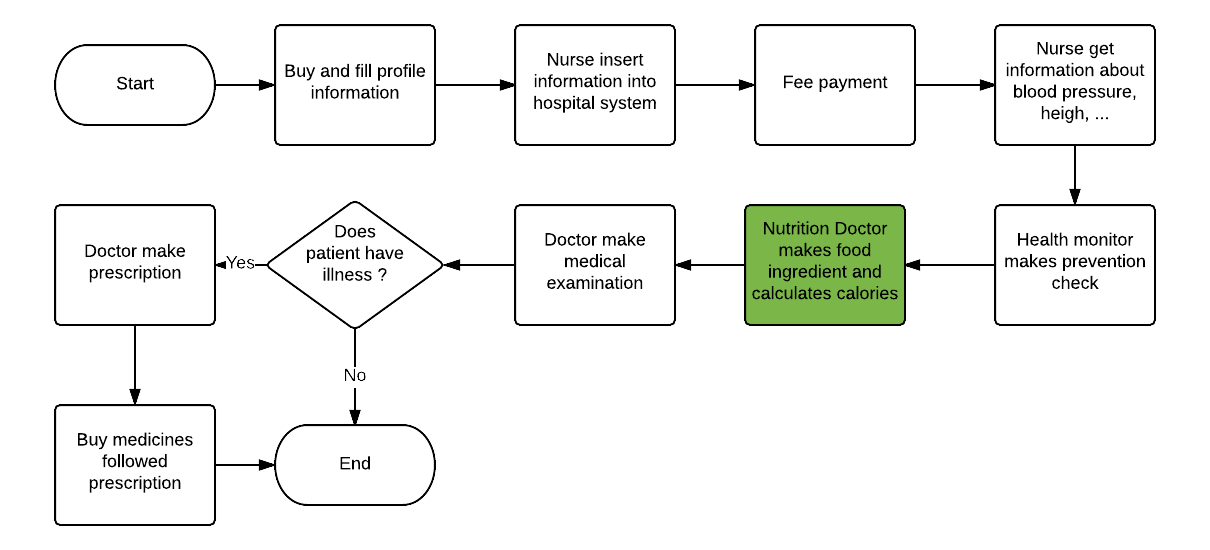 Start
Buy and fill profile
information
Nurse insert
information into
hospital system
Fee payment
Nurse get
information about
blood pressure,
heigh, ...
Health monitor
makes prevention
check
Nutrition Doctor
makes food
ingredient and
calculates calories
Doctor make
medical
examination
Does
patient have
illness ?
Yes
Doctor make
prescription
No
Buy medicines
followed
prescription
End